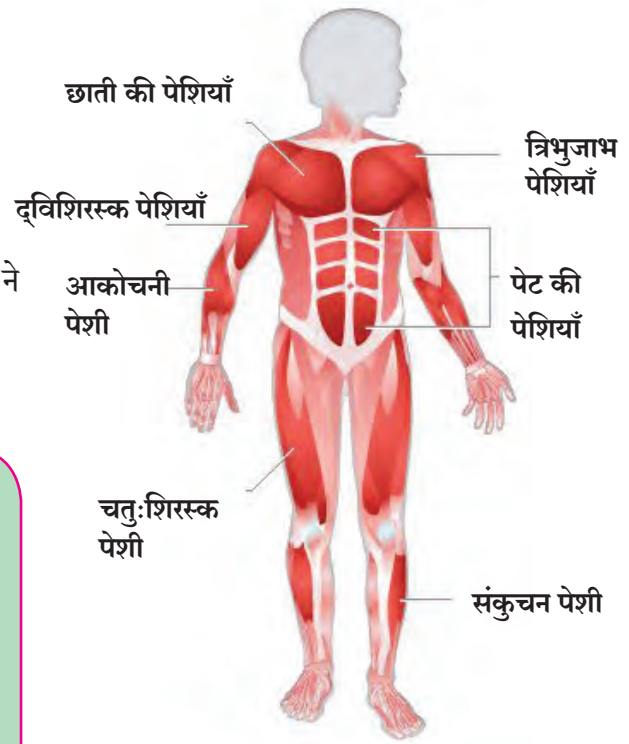 छाती की पेशियाँ
त्रिभुजाभ
पेशियाँ
द्‌विशिरस्क पेशियाँ
ने
आकोचनी
पेशी
पेट की
पेशियाँ
चतुःशिरस्क
पेशी
संकुचन पेशी